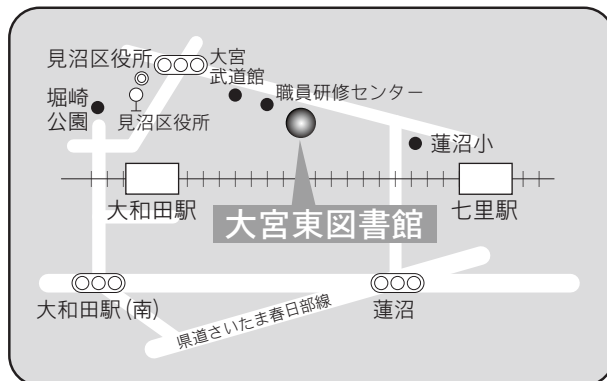 見沼区役所
大宮
武道館
職員研修センター
堀崎
公園
見沼区役所
蓮沼小
大和田駅
七里駅
大宮東図書館
大和田駅(南)
県道さいたま春日部線
蓮沼